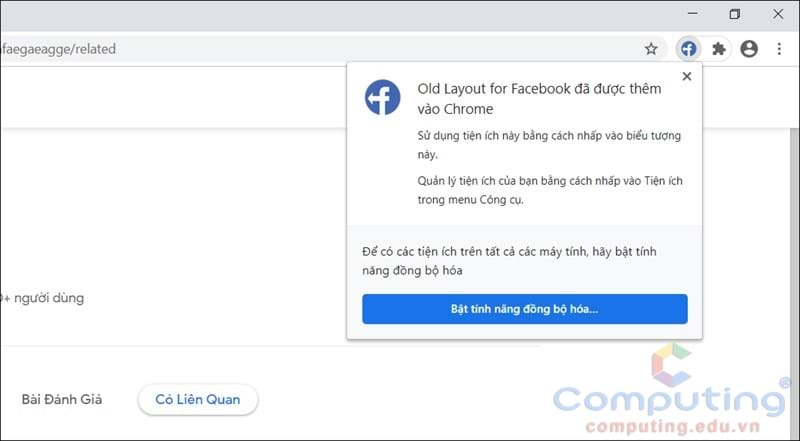 faegaeagge/related
Old Layout for Facebook đã được thêm
vào Chrome
Sử dụng tiện ích này bằng cách nhấp vào biểu tượng
này.
Quản lý tiện ích của bạn bằng cách nhấp vào Tiện ích
trong menu Công cụ.
Để có các tiện ích trên tất cả các máy tính, hãy bật tính
năng đồng bộ hóa
Bật tính năng đồng bộ hóa...
0+ người dùng
Bài Đánh Giá
Có Liên Quan
Computing®
computing.edu.vn